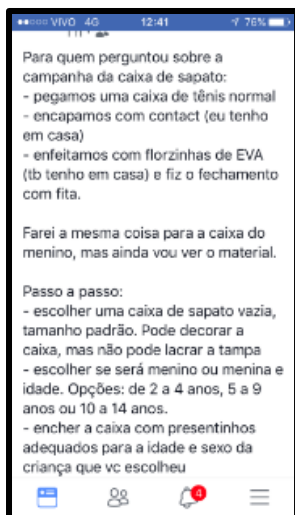 VIVO 4G 12:41 76%
Para quem perguntou sobre a
campanha da caixa de sapato:
- pegamos uma caixa de tênis normal
- encapamos com contact (eu tenho
em casa)
- enfeitamos com florzinhas de EVA
(tb tenho em casa) e fiz o fechamento
com fita.
Farei a mesma coisa para a caixa do
menino, mas ainda vou ver o material.
Passo a passo:
- escolher uma caixa de sapato vazia,
tamanho padrão. Pode decorar a
caixa, mas não pode lacrar a tampa
- escolher se será menino ou menina e
idade. Opções: de 2 a 4 anos, 5 a 9
anos ou 10 a 14 anos.
- encher a caixa com presentinhos
adequados para a idade e sexo da
criança que vc escolheu
4